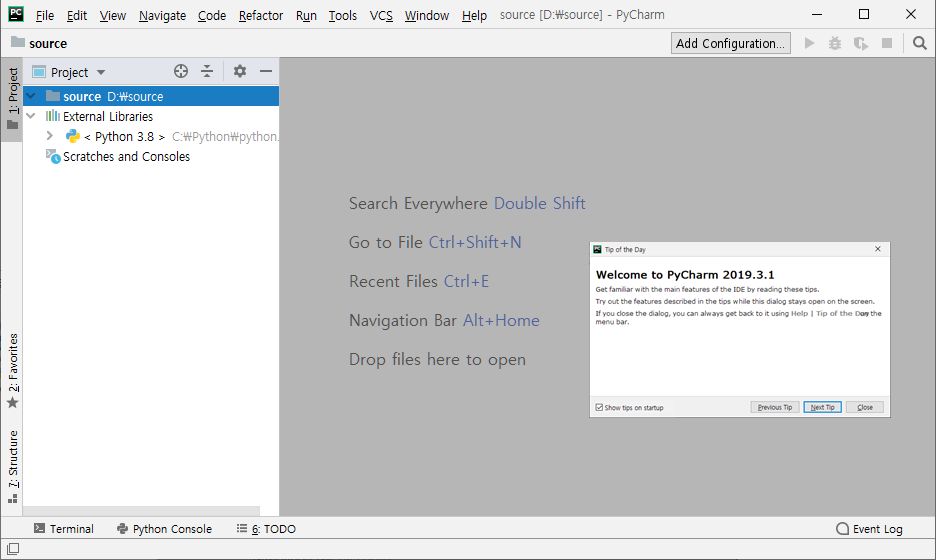 PC File Edit View Navigate Code Refactor Run Tools VCS Window Help source [D:₩source] - PyCharm
source Add Configuration...
1: Project
Project
source D:₩source
External Libraries
< Python 3.8 > C:₩Python₩python.
Scratches and Consoles
Search Everywhere Double Shift
Go to File Ctrl+Shift+N
Recent Files Ctrl+E
Navigation Bar Alt+Home
Drop files here to open
PC Tip of the Day
Welcome to PyCharm 2019.3.1
Get familiar with the main features of the IDE by reading these tips.
Try out the features described in the tips while this dialog stays open on the screen.
If you close the dialog, you can always get back to it using Help | Tip of the Day on the
menu bar.
Show tips on startup Previous Tip Next Tip Close
2: Favorites
7: Structure
Terminal Python Console 6: TODO Event Log